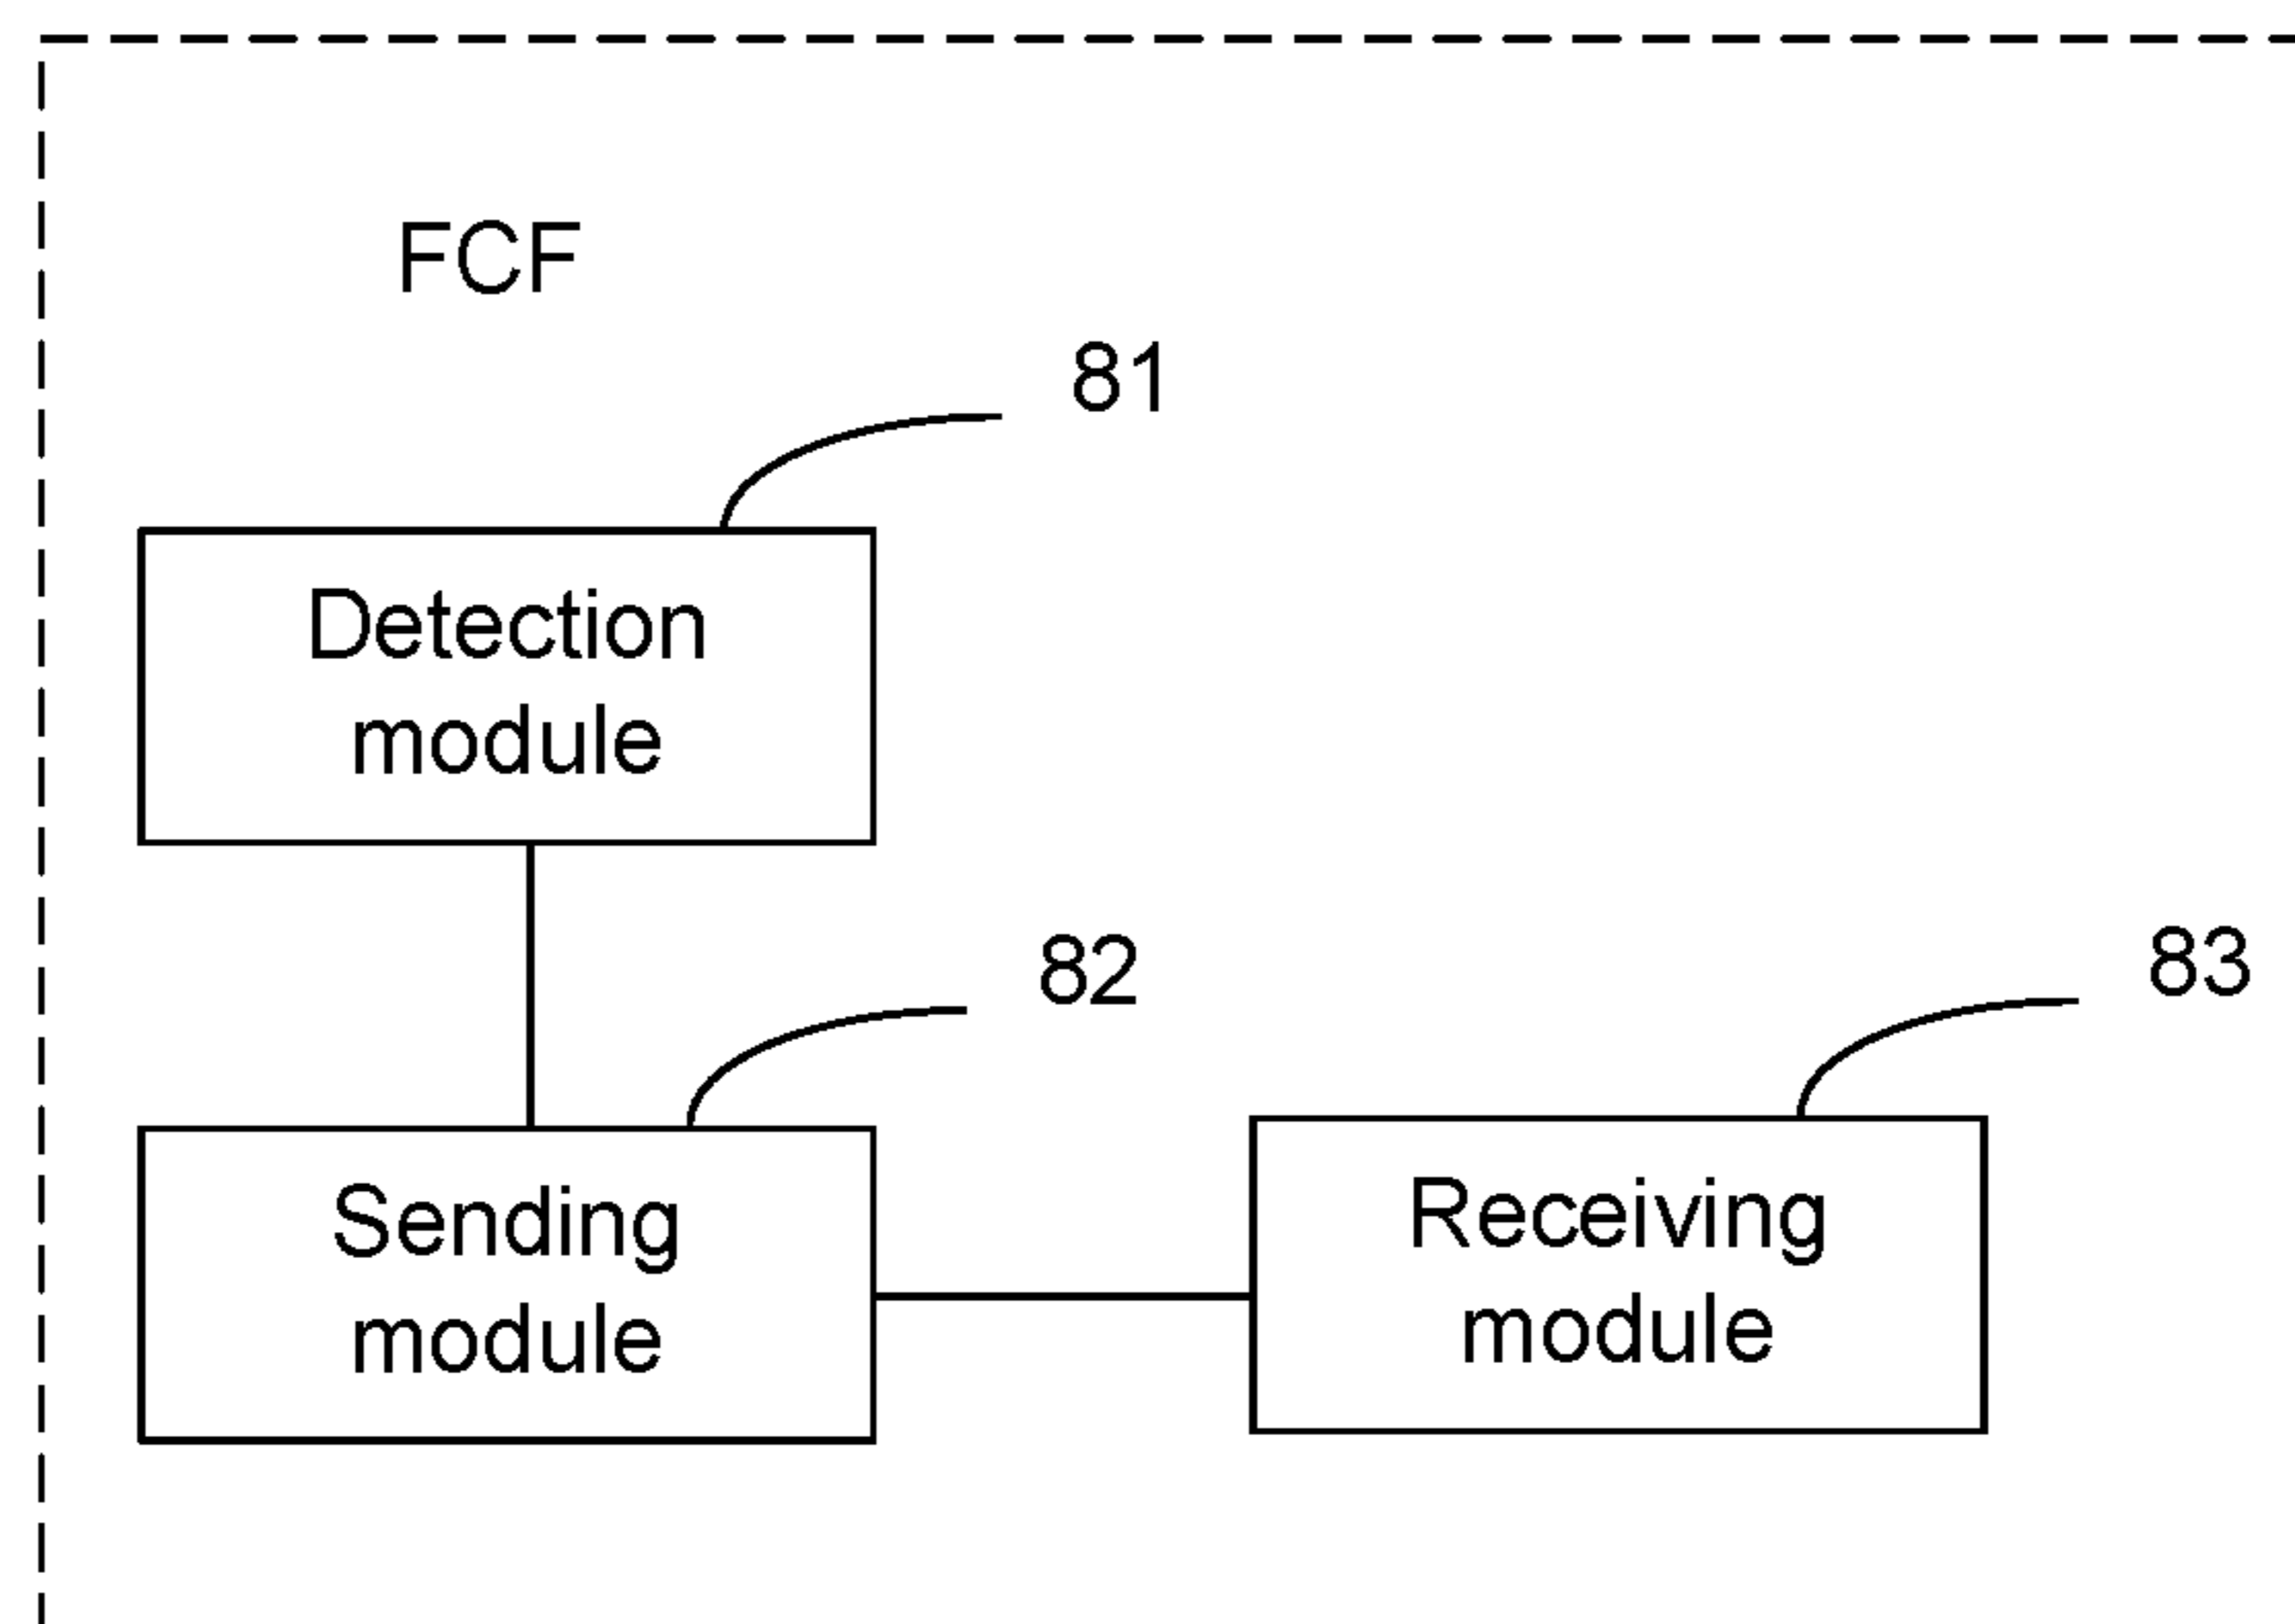 FCF
81
Detection
module
82
83
Sending
module
Receiving
module